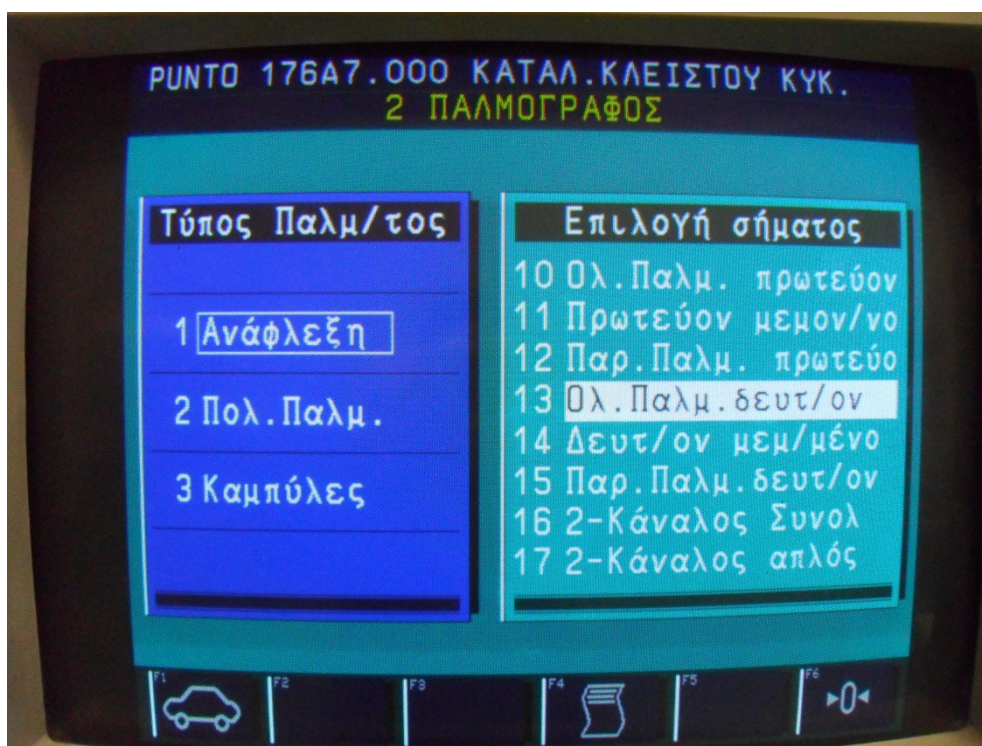 PUNTO 176A7.000 ΚΑΤΑΛ.ΚΛΕΙΣΤΟΥ ΚΥΚ.
2 ΠΑΛΜΟΓΡΑΦΟΣ
Τύπος Παλμ/τος
1 Ανάφλεξη
2 Πολ.Παλμ.
3 Καμπύλες
Επιλογή σήματος
10 Ολ.Παλμ. πρωτεύον
11 Πρωτεύον μεμον/νο
12 Παρ.Παλμ. πρωτεύο
13 Ολ.Παλμ.δευτ/ον
14 Δευτ/ον μεμ/μένο
15 Παρ.Παλμ.δευτ/ον
16 2-Κάναλος Συνολ
17 2-Κάναλος απλός
F1 F2 F3 F4 F5 F6
►0◄